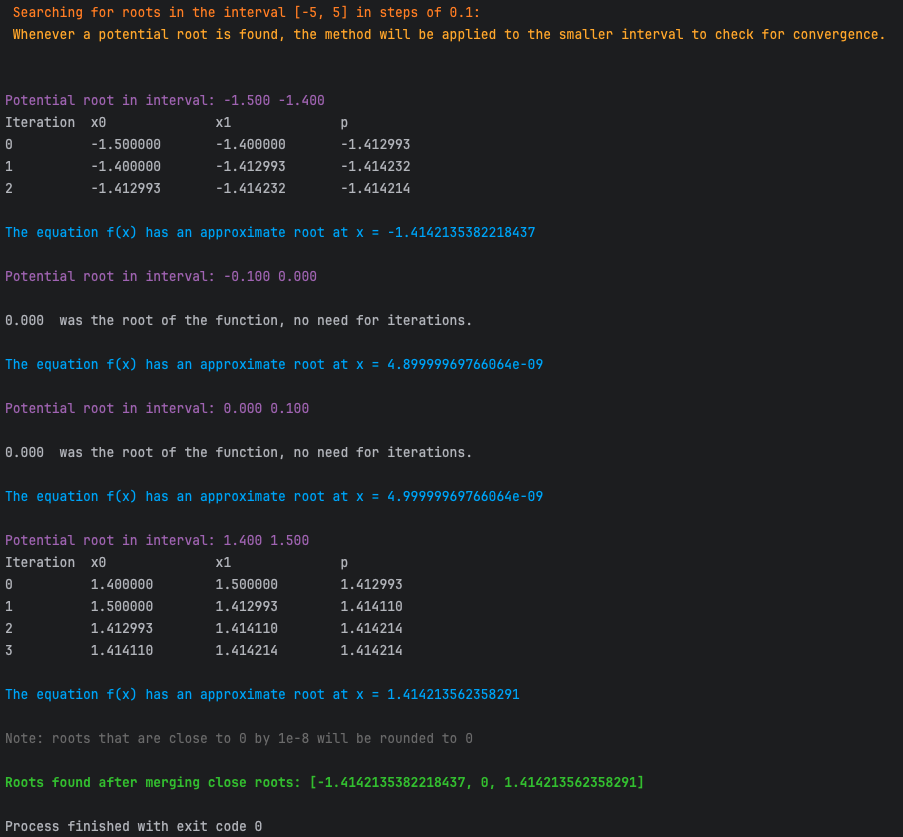 Searching for roots in the interval [-5, 5] in steps of 0.1:
Whenever a potential root is found, the method will be applied to the smaller interval to check for convergence.
Potential root in interval: -1.500 -1.400
Iteration x0 x1 p
0 -1.500000 -1.400000 -1.412993
1 -1.400000 -1.412993 -1.414232
2 -1.412993 -1.414232 -1.414214
The equation f(x) has an approximate root at x = -1.4142135382218437
Potential root in interval: -0.100 0.000
0.000  was the root of the function, no need for iterations.
The equation f(x) has an approximate root at x = 4.89999969766064e-09
Potential root in interval: 0.000 0.100
0.000  was the root of the function, no need for iterations.
The equation f(x) has an approximate root at x = 4.99999969766064e-09
Potential root in interval: 1.400 1.500
Iteration x0 x1 p
0 1.400000 1.500000 1.412993
1 1.500000 1.412993 1.414110
2 1.412993 1.414110 1.414214
3 1.414110 1.414214 1.414214
The equation f(x) has an approximate root at x = 1.414213562358291
Note: roots that are close to 0 by 1e-8 will be rounded to 0
Roots found after merging close roots: [-1.4142135382218437, 0, 1.414213562358291]
Process finished with exit code 0